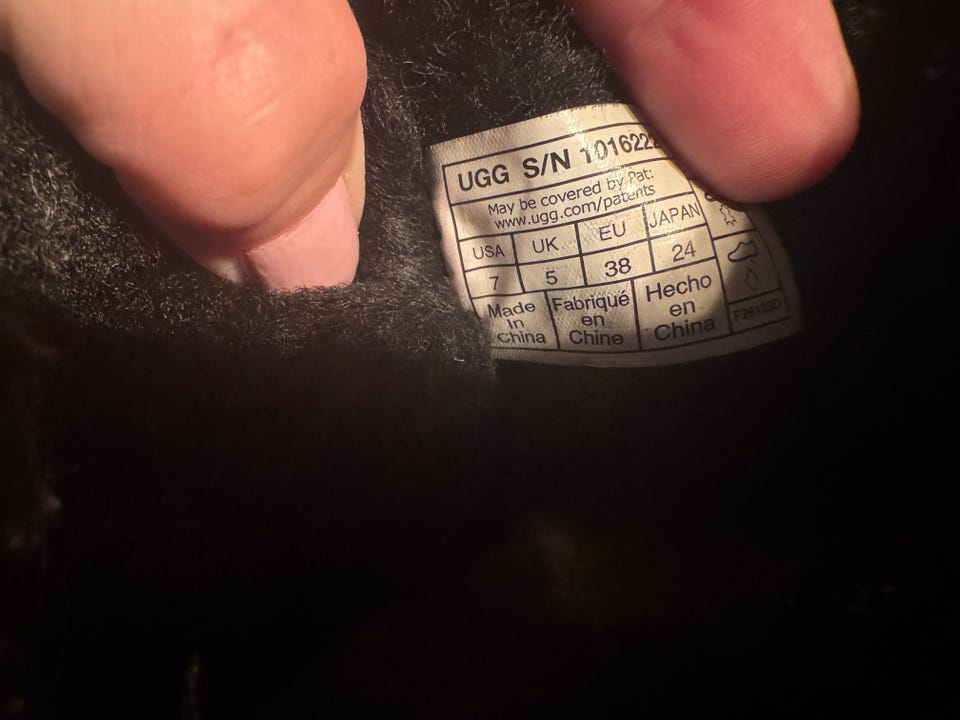 UGG S/N 101622
May be covered by Pat:
www.ugg.com/patents
USA UK EU JAPAN
7 5 38 24
Made in China
Fabriqué en Chine
Hecho en China